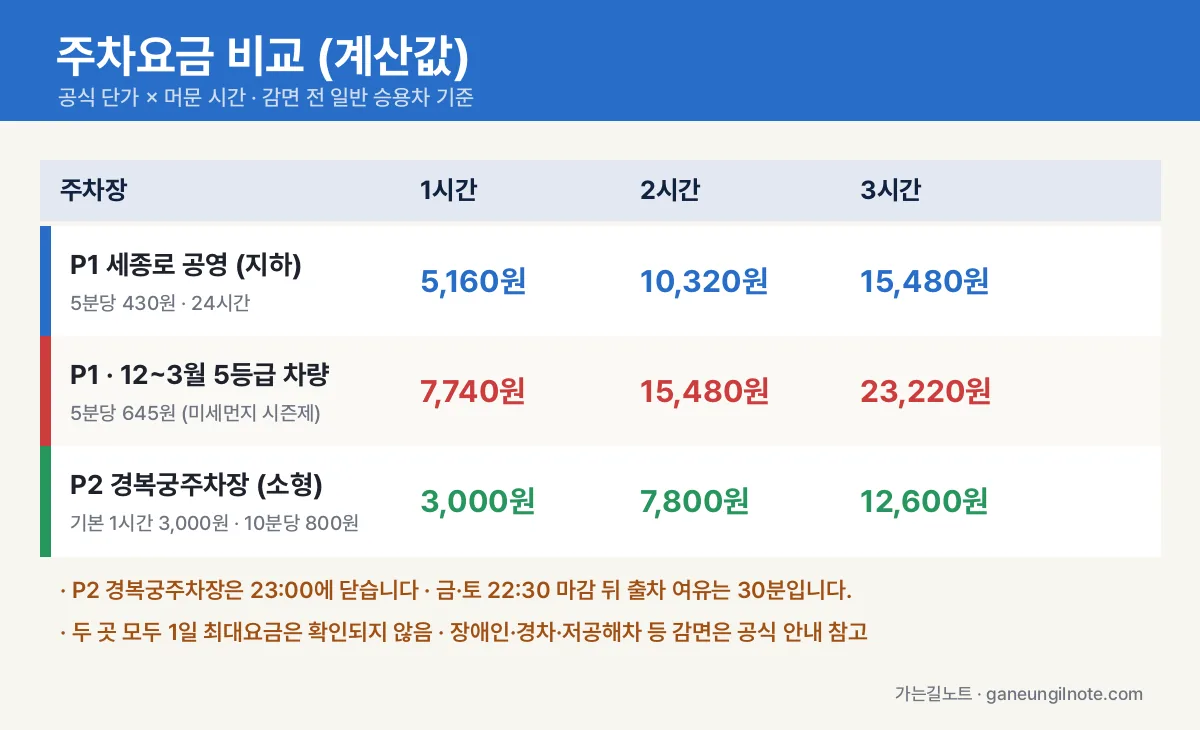 주차요금 비교 (계산값)
공식 단가 × 머문 시간 · 감면 전 일반 승용차 기준
주차장 1시간 2시간 3시간
P1 세종로 공영 (지하)
5,160원 10,320원 15,480원
5분당 430원 · 24시간
P1 · 12~3월 5등급 차량
7,740원 15,480원 23,220원
5분당 645원 (미세먼지 시즌제)
P2 경복궁주차장 (소형)
3,000원 7,800원 12,600원
기본 1시간 3,000원 · 10분당 800원
· P2 경복궁주차장은 23:00에 닫습니다 · 금·토 22:30 마감 뒤 출차 여유는 30분입니다.
· 두 곳 모두 1일 최대요금은 확인되지 않음 · 장애인·경차·저공해차 등 감면은 공식 안내 참고
가는길노트 · ganeungilnote.com